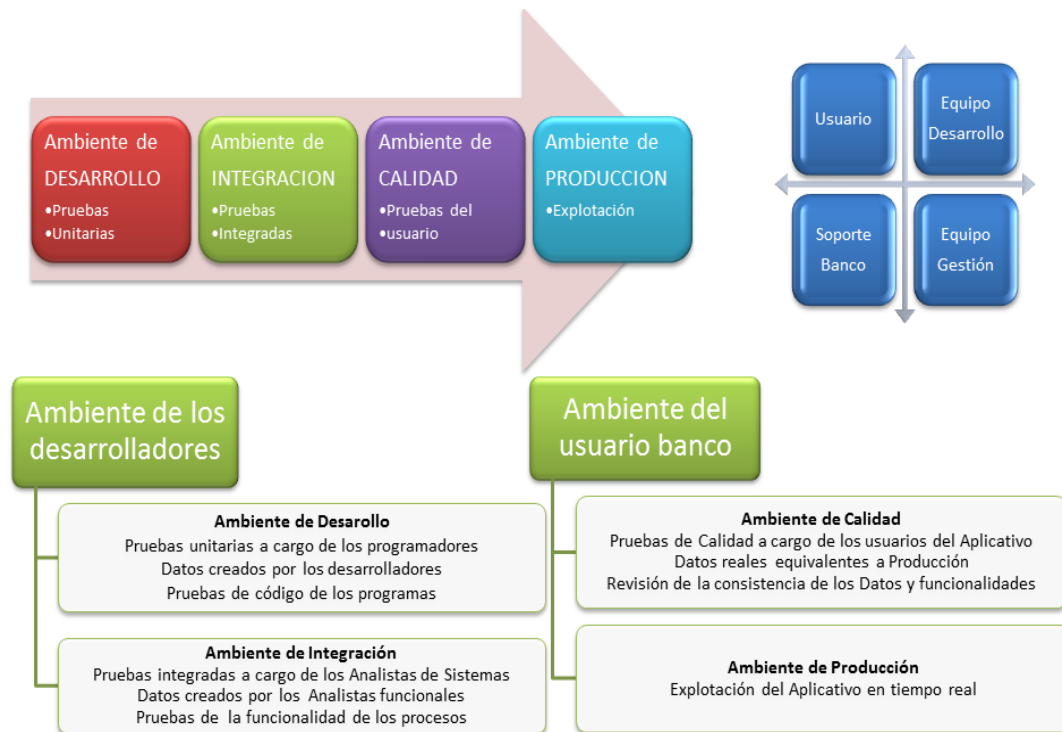 Ambiente de
DESARROLLO
•Pruebas
•Unitarias
Ambiente de
INTEGRACION
•Pruebas
•Integradas
Ambiente de
CALIDAD
•Pruebas del
•usuario
Ambiente de
PRODUCCION
•Explotación
Usuario
Equipo
Desarrollo
Soporte
Banco
Equipo
Gestión
Ambiente de los
desarrolladores
Ambiente de Desarollo
Pruebas unitarias a cargo de los programadores
Datos creados por los desarrolladores
Pruebas de código de los programas
Ambiente de Integración
Pruebas integradas a cargo de los Analistas de Sistemas
Datos creados por los Analistas funcionales
Pruebas de la funcionalidad de los procesos
Ambiente del
usuario banco
Ambiente de Calidad
Pruebas de Calidad a cargo de los usuarios del Aplicativo
Datos reales equivalentes a Producción
Revisión de la consistencia de los Datos y funcionalidades
Ambiente de Producción
Explotación del Aplicativo en tiempo real